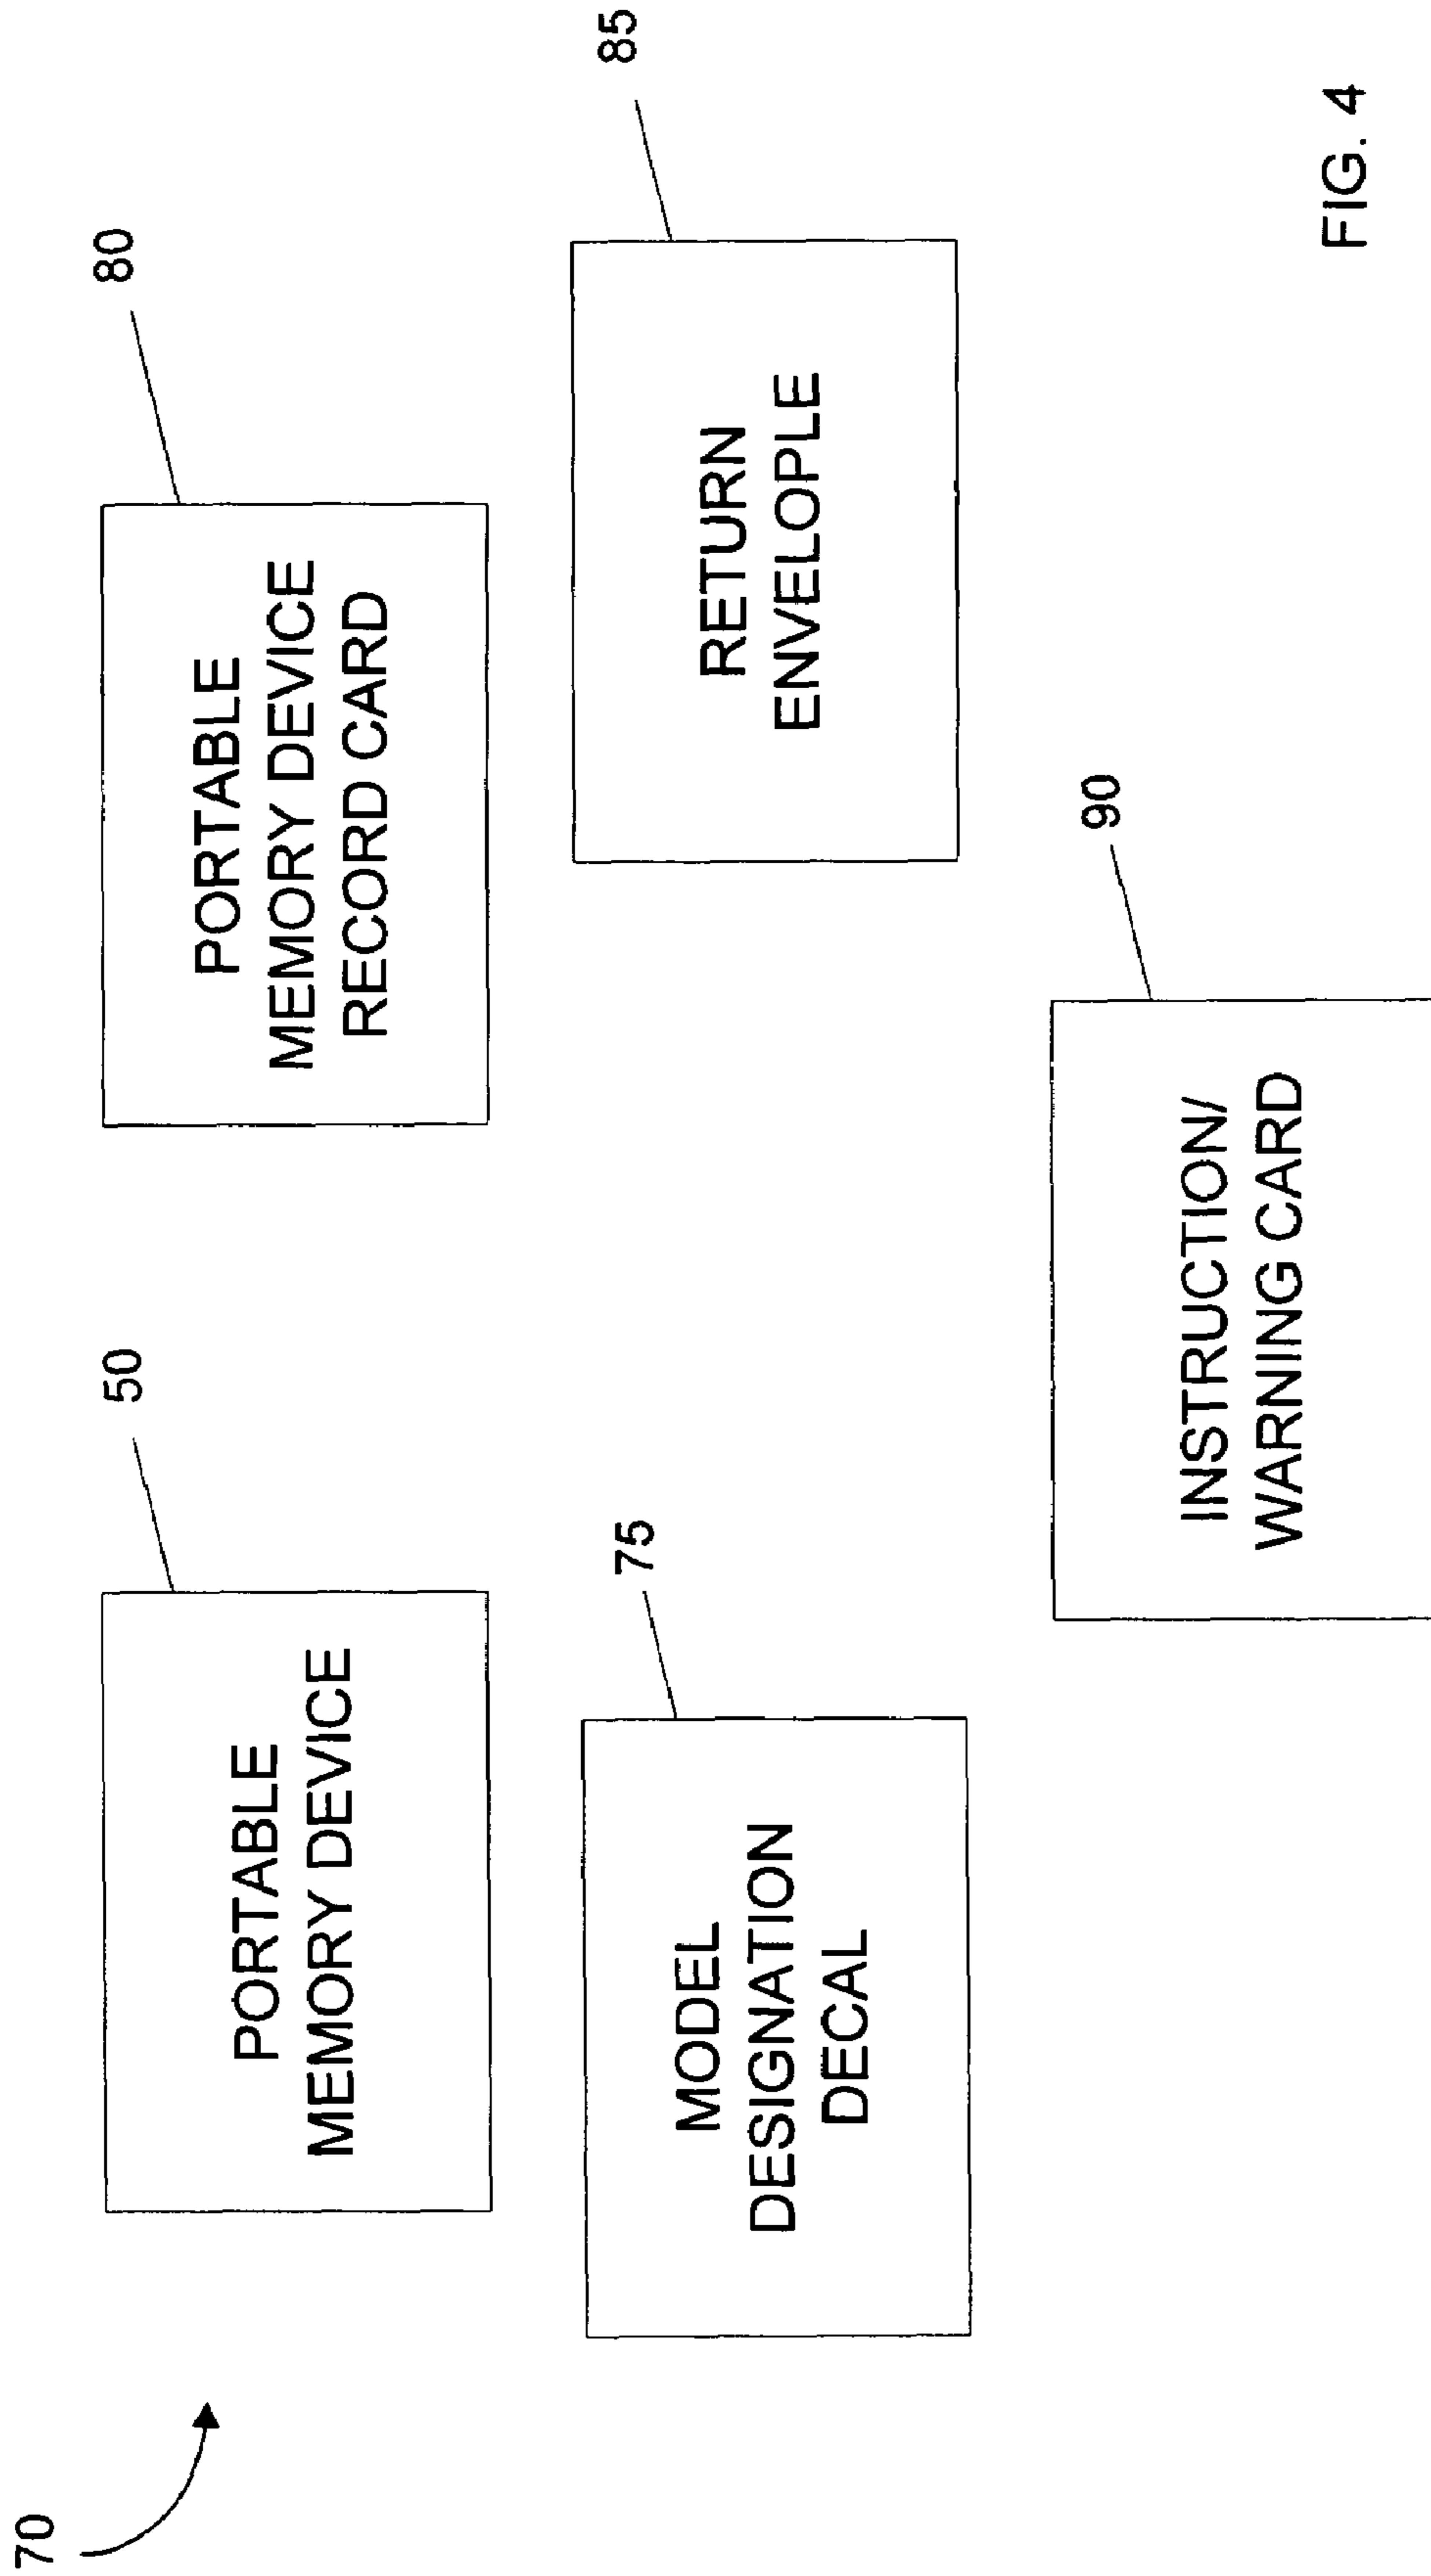 70
50
PORTABLE
MEMORY DEVICE
80
PORTABLE
MEMORY DEVICE
RECORD CARD
75
MODEL
DESIGNATION
DECAL
85
RETURN
ENVELOPLE
90
INSTRUCTION/
WARNING CARD
FIG. 4